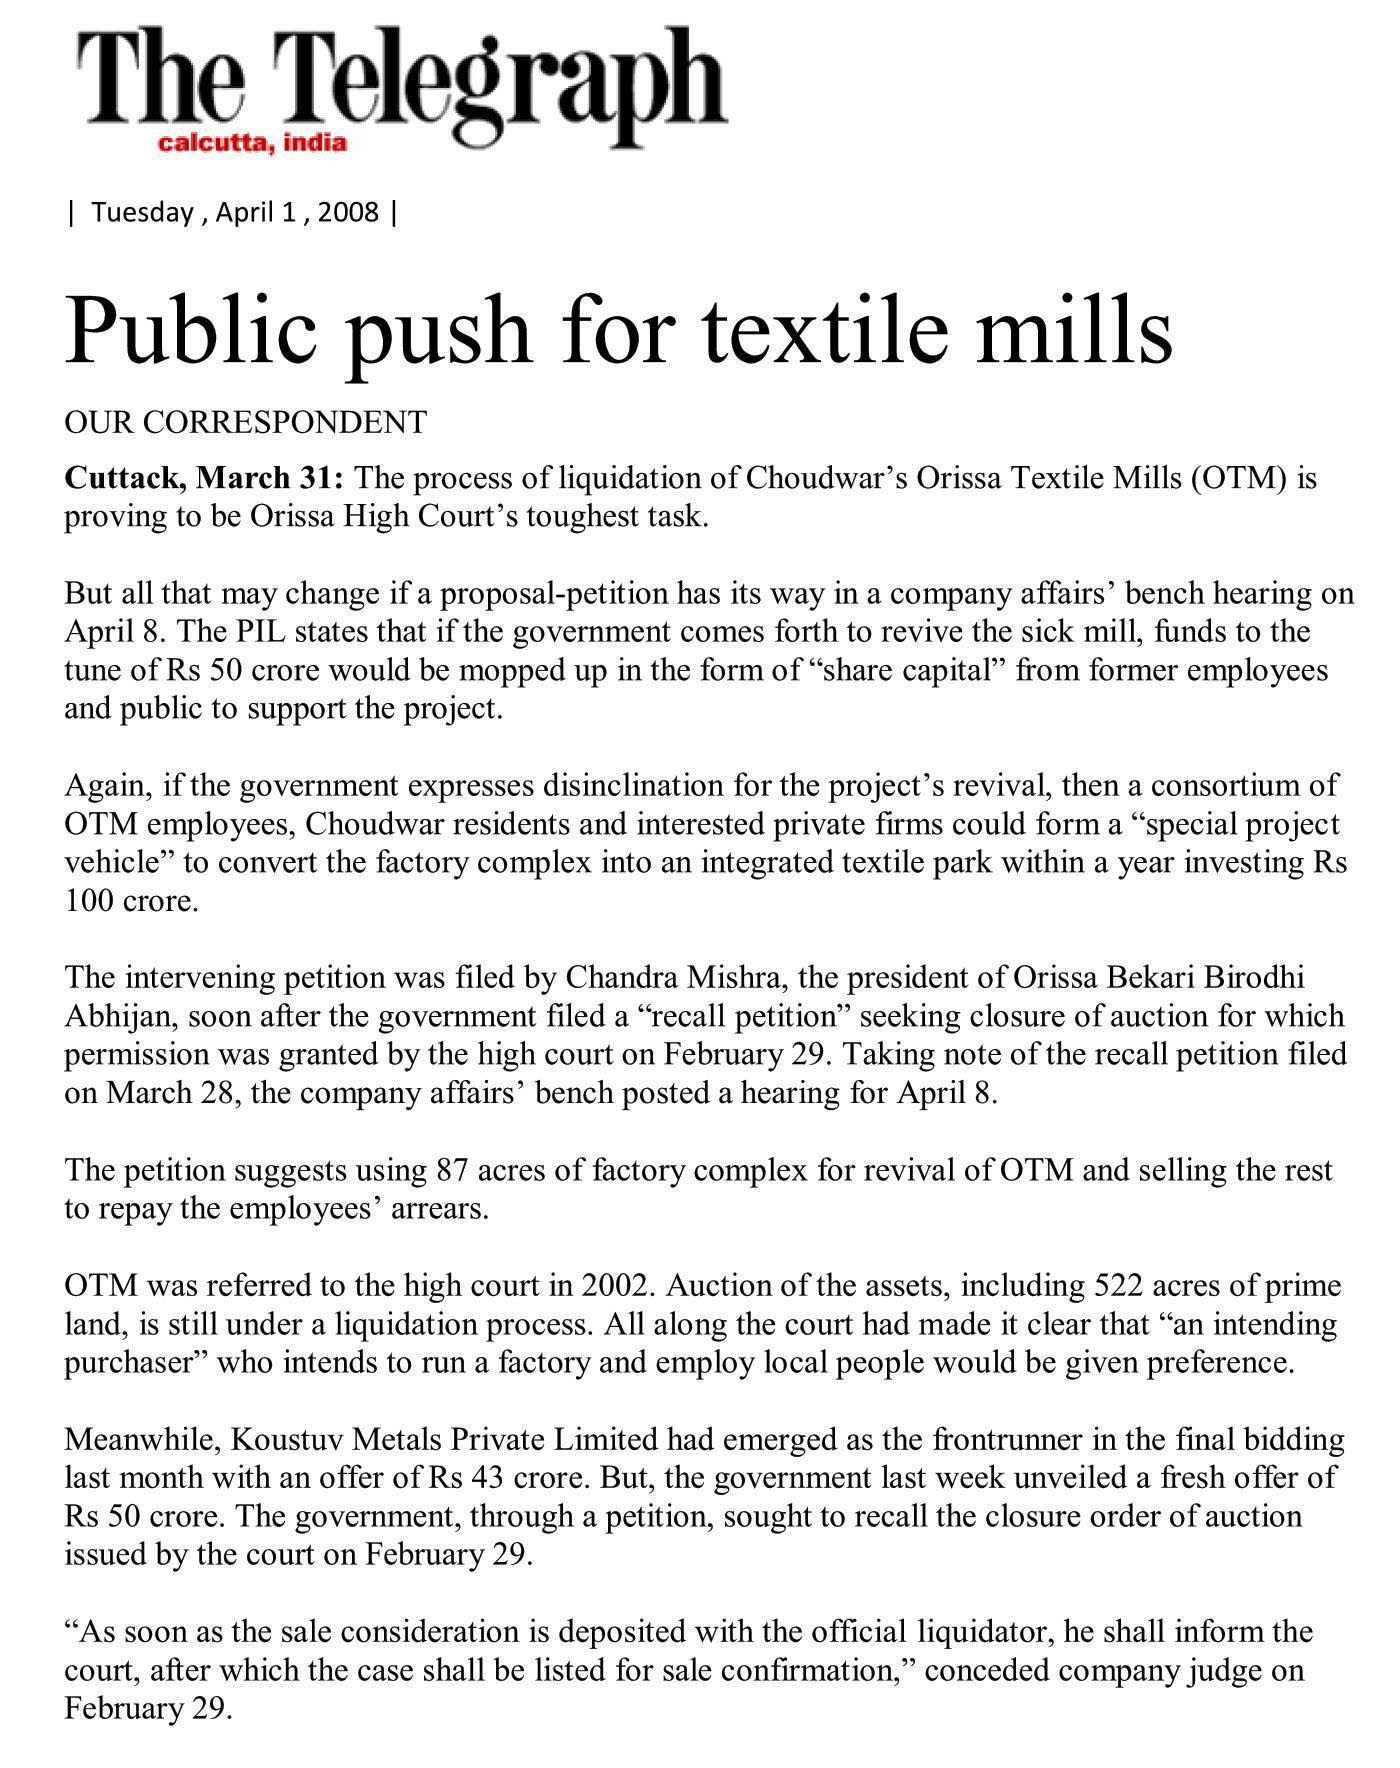 The Telegraph
calcutta, india
| Tuesday , April 1 , 2008 |
Public push for textile mills
OUR CORRESPONDENT
Cuttack, March 31: The process of liquidation of Choudwar’s Orissa Textile Mills (OTM) is
proving to be Orissa High Court’s toughest task.
But all that may change if a proposal-petition has its way in a company affairs’ bench hearing on
April 8. The PIL states that if the government comes forth to revive the sick mill, funds to the
tune of Rs 50 crore would be mopped up in the form of “share capital” from former employees
and public to support the project.
Again, if the government expresses disinclination for the project’s revival, then a consortium of
OTM employees, Choudwar residents and interested private firms could form a “special project
vehicle” to convert the factory complex into an integrated textile park within a year investing Rs
100 crore.
The intervening petition was filed by Chandra Mishra, the president of Orissa Bekari Birodhi
Abhijan, soon after the government filed a “recall petition” seeking closure of auction for which
permission was granted by the high court on February 29. Taking note of the recall petition filed
on March 28, the company affairs’ bench posted a hearing for April 8.
The petition suggests using 87 acres of factory complex for revival of OTM and selling the rest
to repay the employees’ arrears.
OTM was referred to the high court in 2002. Auction of the assets, including 522 acres of prime
land, is still under a liquidation process. All along the court had made it clear that “an intending
purchaser” who intends to run a factory and employ local people would be given preference.
Meanwhile, Koustuv Metals Private Limited had emerged as the frontrunner in the final bidding
last month with an offer of Rs 43 crore. But, the government last week unveiled a fresh offer of
Rs 50 crore. The government, through a petition, sought to recall the closure order of auction
issued by the court on February 29.
“As soon as the sale consideration is deposited with the official liquidator, he shall inform the
court, after which the case shall be listed for sale confirmation,” conceded company judge on
February 29.